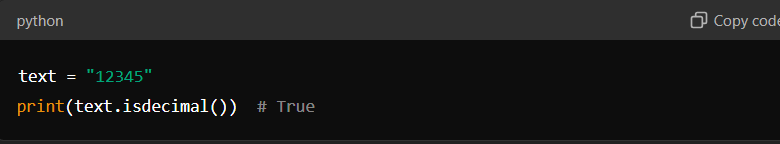 python
Copy code
text = "12345"
print(text.isdecimal())  # True